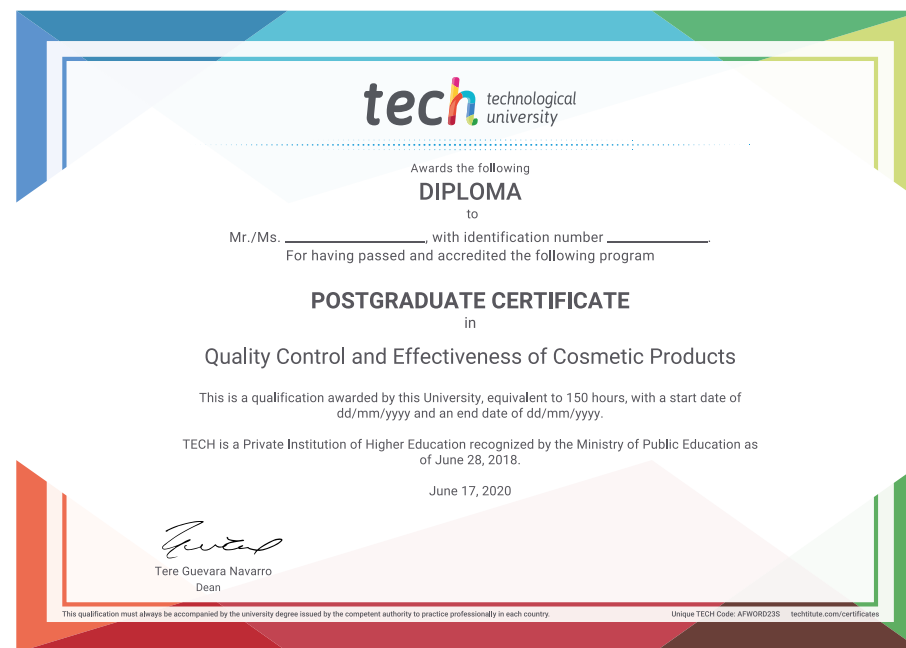 tech technological
university
Awards the following
DIPLOMA
to
Mr./Ms. ____________________, with identification number ______________.
For having passed and accredited the following program
POSTGRADUATE CERTIFICATE
in
Quality Control and Effectiveness of Cosmetic Products
This is a qualification awarded by this University, equivalent to 150 hours, with a start date of
dd/mm/yyyy and an end date of dd/mm/yyyy.
TECH is a Private Institution of Higher Education recognized by the Ministry of Public Education as
of June 28, 2018.
June 17, 2020
Tere Guevara Navarro
Dean
This qualification must always be accompanied by the university degree issued by the competent authority to practice professionally in each country. Unique TECH Code: AFWORD23S techtitute.com/certificates